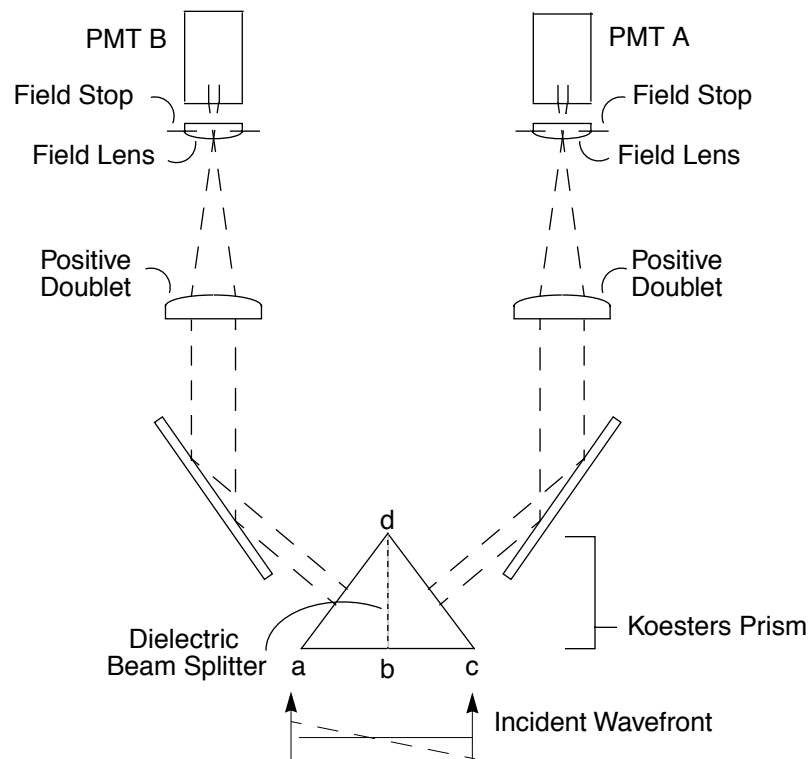 PMT B
PMT A
Field Stop
Field Stop
Field Lens
Field Lens
Positive
Doublet
Positive
Doublet
d
Koesters Prism
Dielectric
Beam Splitter
a
b
c
Incident Wavefront